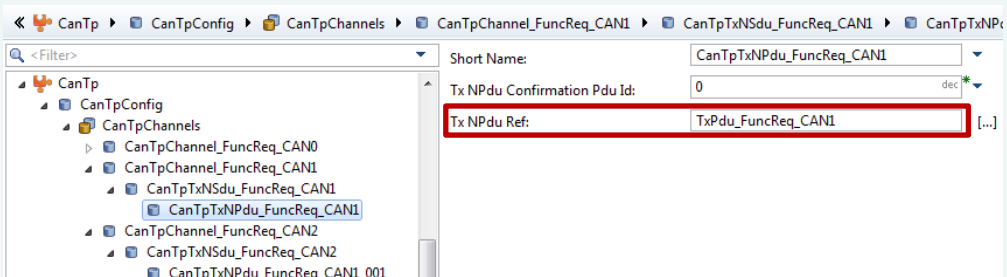 « CanTp ▸ CanTpConfig ▸ CanTpChannels ▸ CanTpChannel_FuncReq_CAN1 ▸ CanTpTxNSdu_FuncReq_CAN1 ▸
<Filter>
CanTp
CanTpConfig
CanTpChannels
CanTpChannel_FuncReq_CAN0
CanTpChannel_FuncReq_CAN1
CanTpTxNSdu_FuncReq_CAN1
CanTpTxNPdu_FuncReq_CAN1
CanTpChannel_FuncReq_CAN2
CanTpTxNSdu_FuncReq_CAN2
CanTpTxNPdu_FuncReq_CAN1_001
Short Name: CanTpTxNPdu_FuncReq_CAN1
Tx NPdu Confirmation Pdu Id: 0 dec *
Tx NPdu Ref: TxPdu_FuncReq_CAN1 [...]